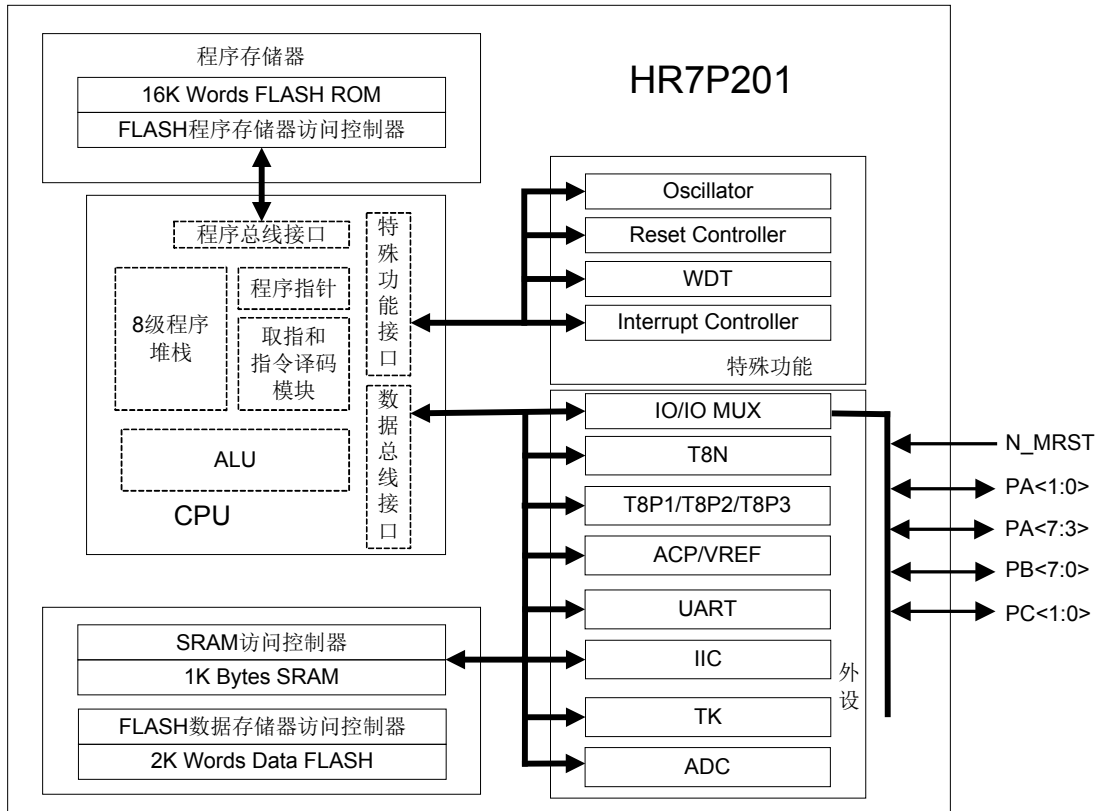 程序存储器
16K Words FLASH ROM
FLASH程序存储器访问控制器
HR7P201
程序总线接口
特殊功能接口
8级程序
堆栈
程序指针
取指和
指令译码
模块
数据总线接口
ALU
CPU
Oscillator
Reset Controller
WDT
Interrupt Controller
特殊功能
IO/IO MUX
T8N
T8P1/T8P2/T8P3
ACP/VREF
UART
IIC
TK
ADC
外设
N_MRST
PA<1:0>
PA<7:3>
PB<7:0>
PC<1:0>
SRAM访问控制器
1K Bytes SRAM
FLASH数据存储器访问控制器
2K Words Data FLASH